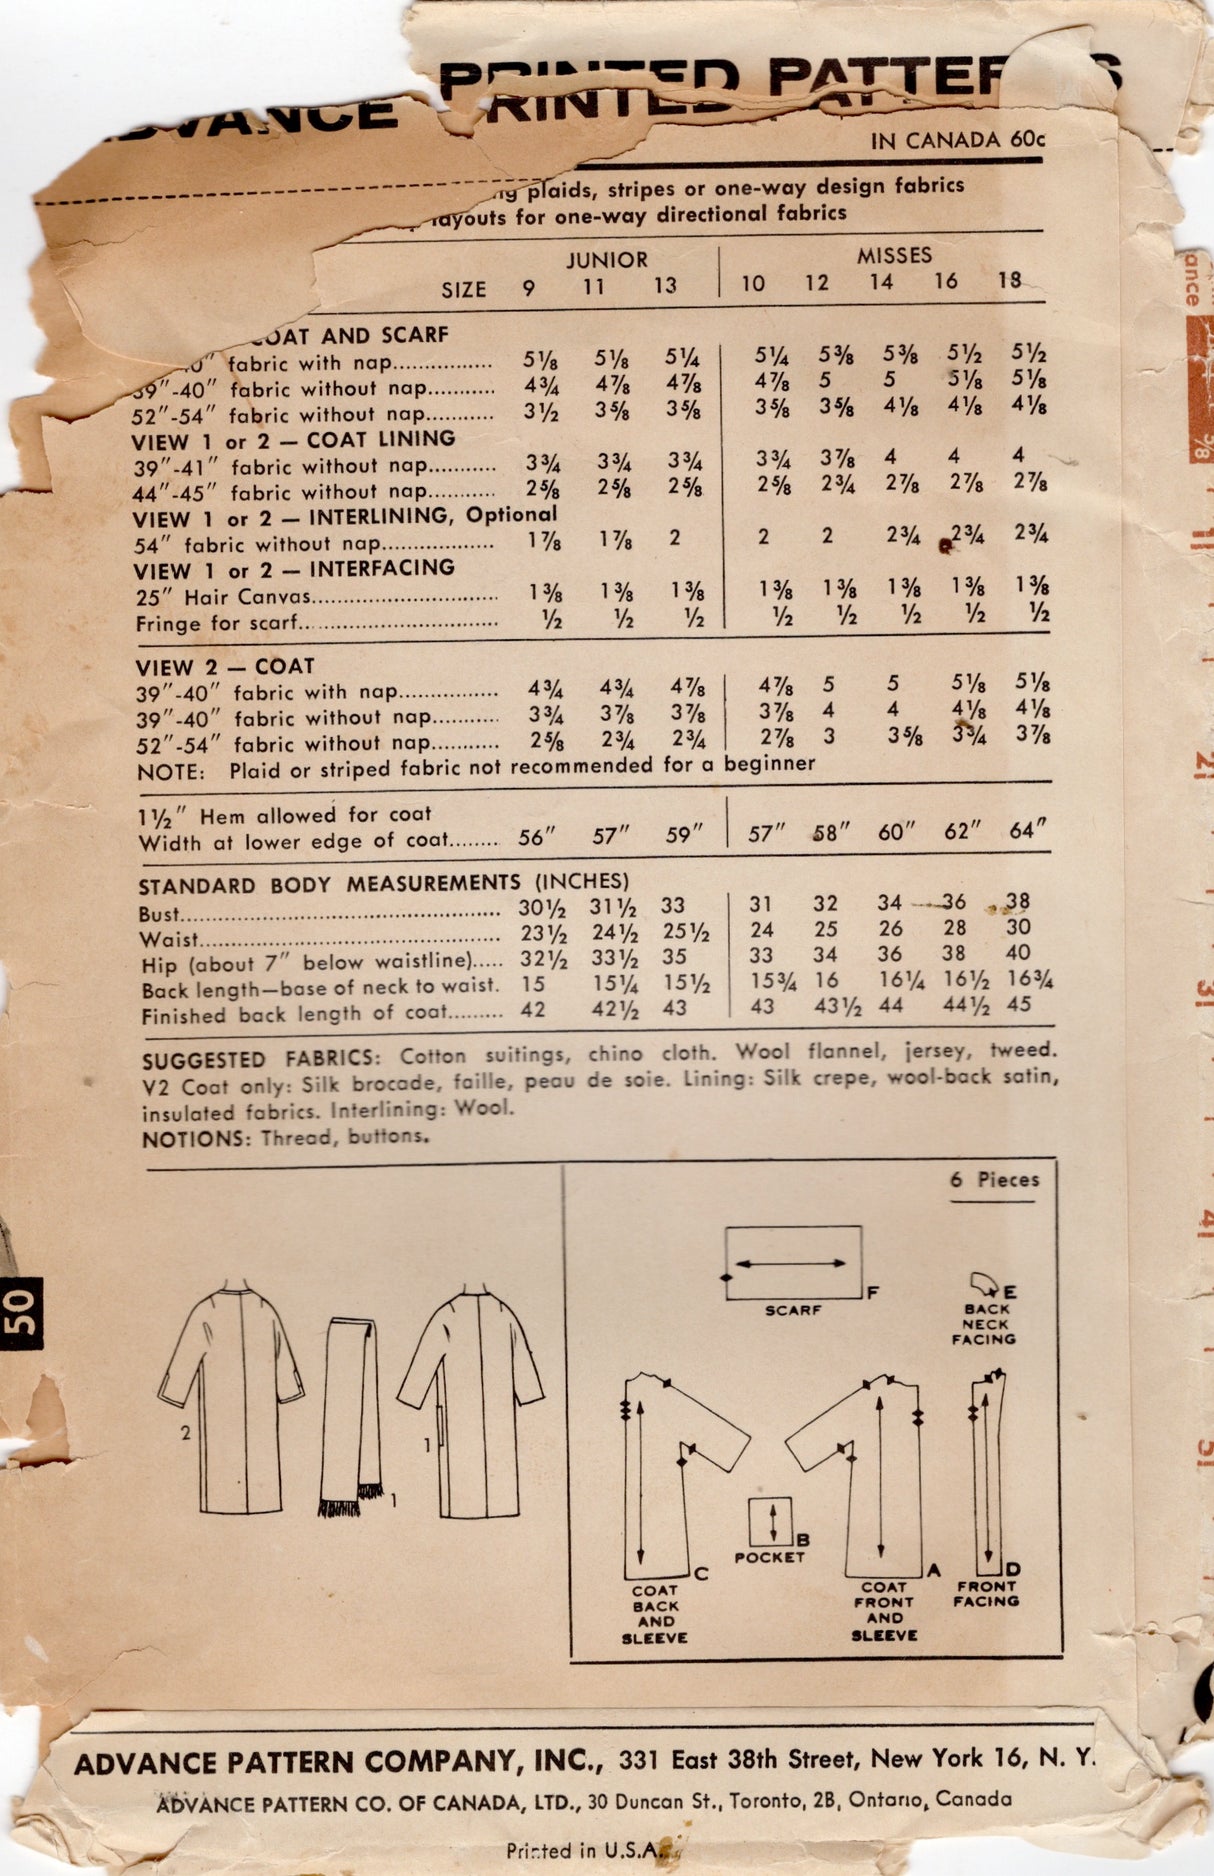 ADVANCE PRINTED PATTERNS
IN CANADA 60c
plaids, stripes or one-way design fabrics
layouts for one-way directional fabrics
JUNIOR MISSES
SIZE 9 11 13 10 12 14 16 18
COAT AND SCARF
fabric with nap................ 5⅛ 5⅛ 5¼ 5¼ 5⅜ 5⅜ 5½ 5½
39"-40" fabric without nap........... 4¾ 4⅞ 4⅞ 4⅞ 5 5 5⅛ 5⅛
52"-54" fabric without nap........... 3½ 3⅝ 3⅝ 3⅝ 3⅝ 4⅛ 4⅛ 4⅛
VIEW 1 or 2 — COAT LINING
39"-41" fabric without nap........... 3¾ 3¾ 3¾ 3¾ 3⅞ 4 4 4
44"-45" fabric without nap........... 2⅝ 2⅝ 2⅝ 2⅝ 2¾ 2⅞ 2⅞ 2⅞
VIEW 1 or 2 — INTERLINING, Optional
54" fabric without nap.................. 1⅞ 1⅞ 2 2 2 2¾ 2¾ 2¾
VIEW 1 or 2 — INTERFACING
25" Hair Canvas.............................. 1⅜ 1⅜ 1⅜ 1⅜ 1⅜ 1⅜ 1⅜ 1⅜
Fringe for scarf................................ ½ ½ ½ ½ ½ ½ ½ ½
VIEW 2 — COAT
39"-40" fabric with nap................ 4¾ 4¾ 4⅞ 4⅞ 5 5 5⅛ 5⅛
39"-40" fabric without nap........... 3¾ 3⅞ 3⅞ 3⅞ 4 4 4⅛ 4⅛
52"-54" fabric without nap........... 2⅝ 2¾ 2¾ 2⅞ 3 3⅝ 3¾ 3⅞
NOTE: Plaid or striped fabric not recommended for a beginner
1½" Hem allowed for coat
Width at lower edge of coat........ 56" 57" 59" 57" 58" 60" 62" 64"
STANDARD BODY MEASUREMENTS (INCHES)
Bust.................................................... 30½ 31½ 33 31 32 34 36 38
Waist................................................. 23½ 24½ 25½ 24 25 26 28 30
Hip (about 7" below waistline)..... 32½ 33½ 35 33 34 36 38 40
Back length—base of neck to waist. 15 15¼ 15½ 15¾ 16 16¼ 16½ 16¾
Finished back length of coat......... 42 42½ 43 43 43½ 44 44½ 45
SUGGESTED FABRICS: Cotton suitings, chino cloth. Wool flannel, jersey, tweed.
V2 Coat only: Silk brocade, faille, peau de soie. Lining: Silk crepe, wool-back satin,
insulated fabrics. Interlining: Wool.
NOTIONS: Thread, buttons.
6 Pieces
F
SCARF
E
BACK
NECK
FACING
2
1
1
B
POCKET
C
COAT
BACK
AND
SLEEVE
A
COAT
FRONT
AND
SLEEVE
D
FRONT
FACING
50
ance
5/8
1
2
3
4
5
ADVANCE PATTERN COMPANY, INC., 331 East 38th Street, New York 16, N. Y.
ADVANCE PATTERN CO. OF CANADA, LTD., 30 Duncan St., Toronto, 2B, Ontario, Canada
Printed in U.S.A.